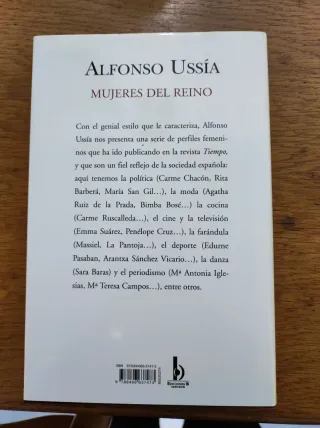 ALFONSO USSÍA
MUJERES DEL REINO
Con el genial estilo que le caracteriza, Alfonso
Ussía nos presenta una serie de perfiles femeni-
nos que ha ido publicando en la revista Tiempo,
y que son un fiel reflejo de la sociedad española:
aquí tenemos la política (Carme Chacón, Rita
Barberá, María San Gil…), la moda (Agatha
Ruiz de la Prada, Bimba Bosé…) la cocina
(Carme Ruscalleda…), el cine y la televisión
(Emma Suárez, Penélope Cruz…), la farándula
(Massiel, La Pantoja…), el deporte (Edurne
Pasaban, Arantxa Sánchez Vicario…), la danza
(Sara Baras) y el periodismo (Mª Antonia Igle-
sias, Mª Teresa Campos…), entre otros.
b